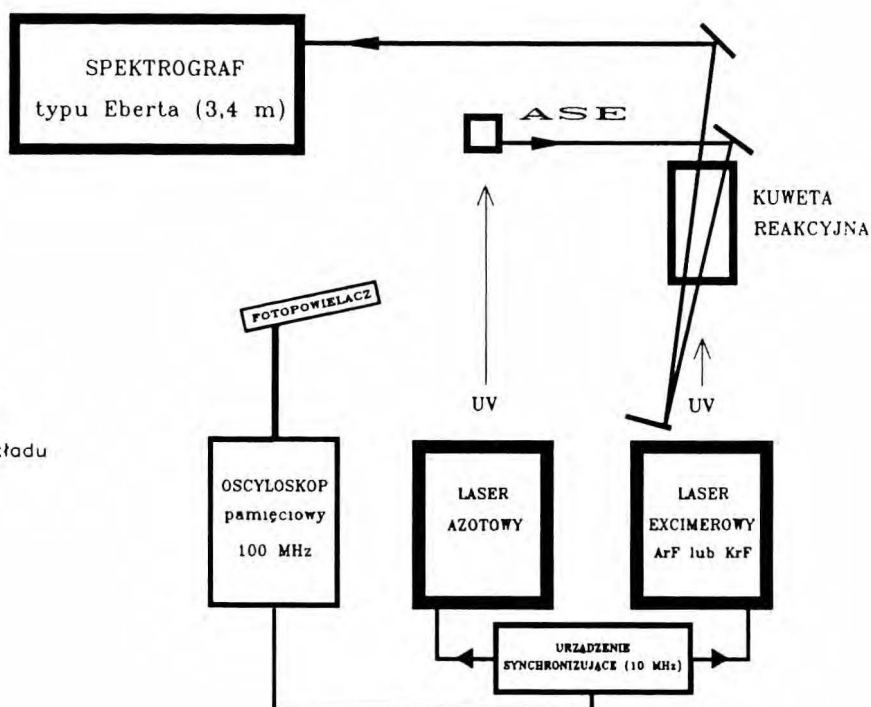 SPEKTROGRAF
typu Eberta (3,4 m)
ASE
KUWETA
REAKCYJNA
FOTOPOWIELACZ
UV
UV
OSCYLOSKOP
pamięciowy
100 MHz
LASER
AZOTOWY
LASER
EXCIMEROWY
ArF lub KrF
URZĄDZENIE
SYNCHRONIZUJĄCE (10 MHz)